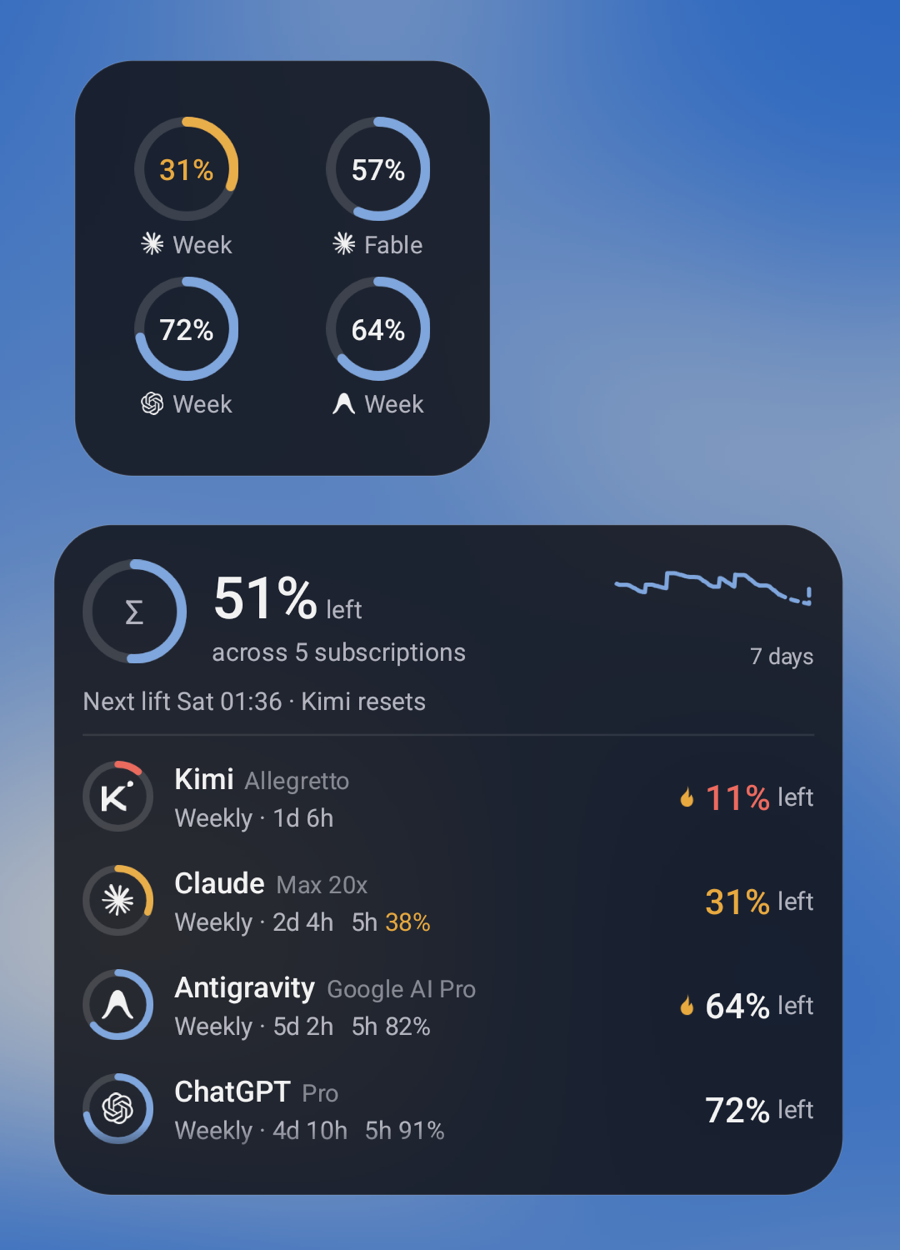 31%
57%
Week
Fable
72%
64%
Week
Week
Σ
51% left
across 5 subscriptions
7 days
Next lift Sat 01:36 · Kimi resets
Kimi Allegretto
Weekly · 1d 6h
11% left
Claude Max 20x
Weekly · 2d 4h 5h 38%
31% left
Antigravity Google AI Pro
Weekly · 5d 2h 5h 82%
64% left
ChatGPT Pro
Weekly · 4d 10h 5h 91%
72% left